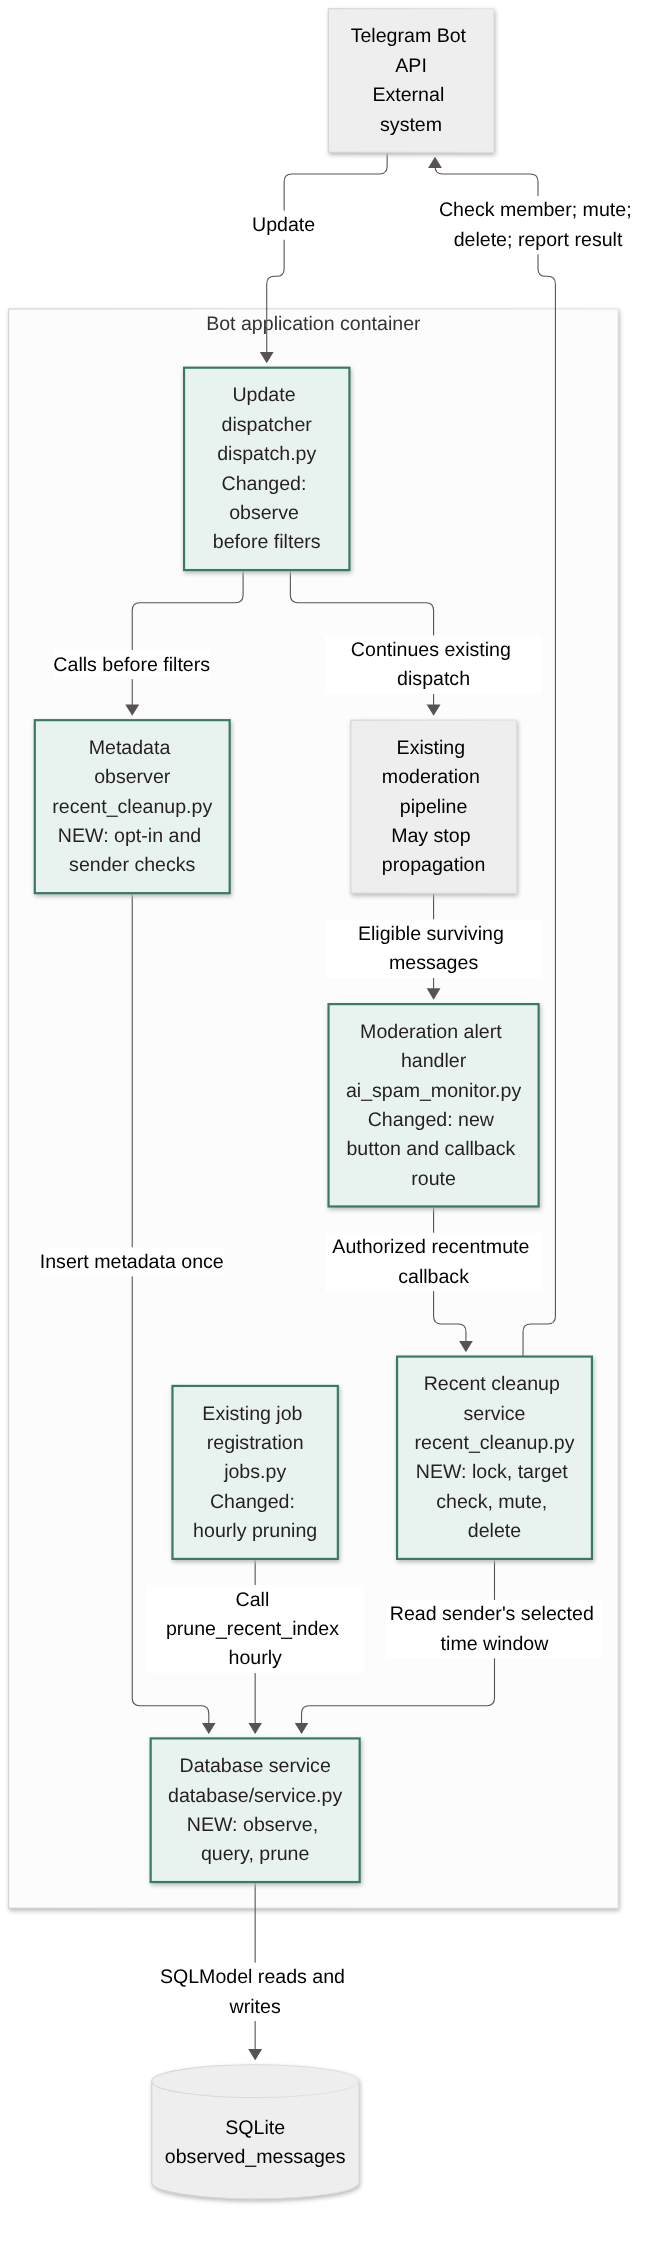 Telegram Bot
API
External
system
Update
Check member; mute;
delete; report result
Bot application container
Update
dispatcher
dispatch.py
Changed:
observe
before filters
Calls before filters
Continues existing
dispatch
Metadata
observer
recent_cleanup.py
NEW: opt-in and
sender checks
Existing
moderation
pipeline
May stop
propagation
Eligible surviving
messages
Moderation alert
handler
ai_spam_monitor.py
Changed: new
button and callback
route
Insert metadata once
Authorized recentmute
callback
Existing job
registration
jobs.py
Changed:
hourly pruning
Recent cleanup
service
recent_cleanup.py
NEW: lock, target
check, mute,
delete
Call
prune_recent_index
hourly
Read sender's selected
time window
Database service
database/service.py
NEW: observe,
query, prune
SQLModel reads and
writes
SQLite
observed_messages